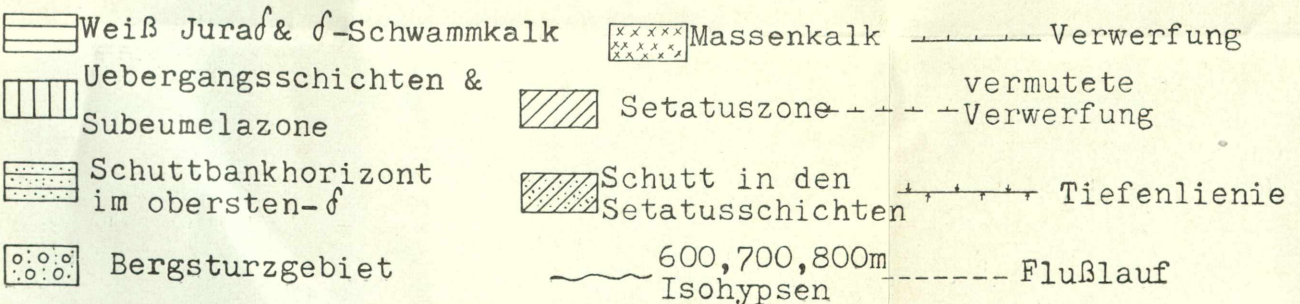 Weiß Juraδ & δ-Schwammkalk
Uebergangsschichten &
Subeumelazone
Schuttbankhorizont
im obersten-δ
Bergsturzgebiet
Massenkalk
Setatuszone
Schutt in den
Setatusschichten
600,700,800m
Isohypsen
Verwerfung
vermutete
Verwerfung
Tiefenlienie
Flußlauf